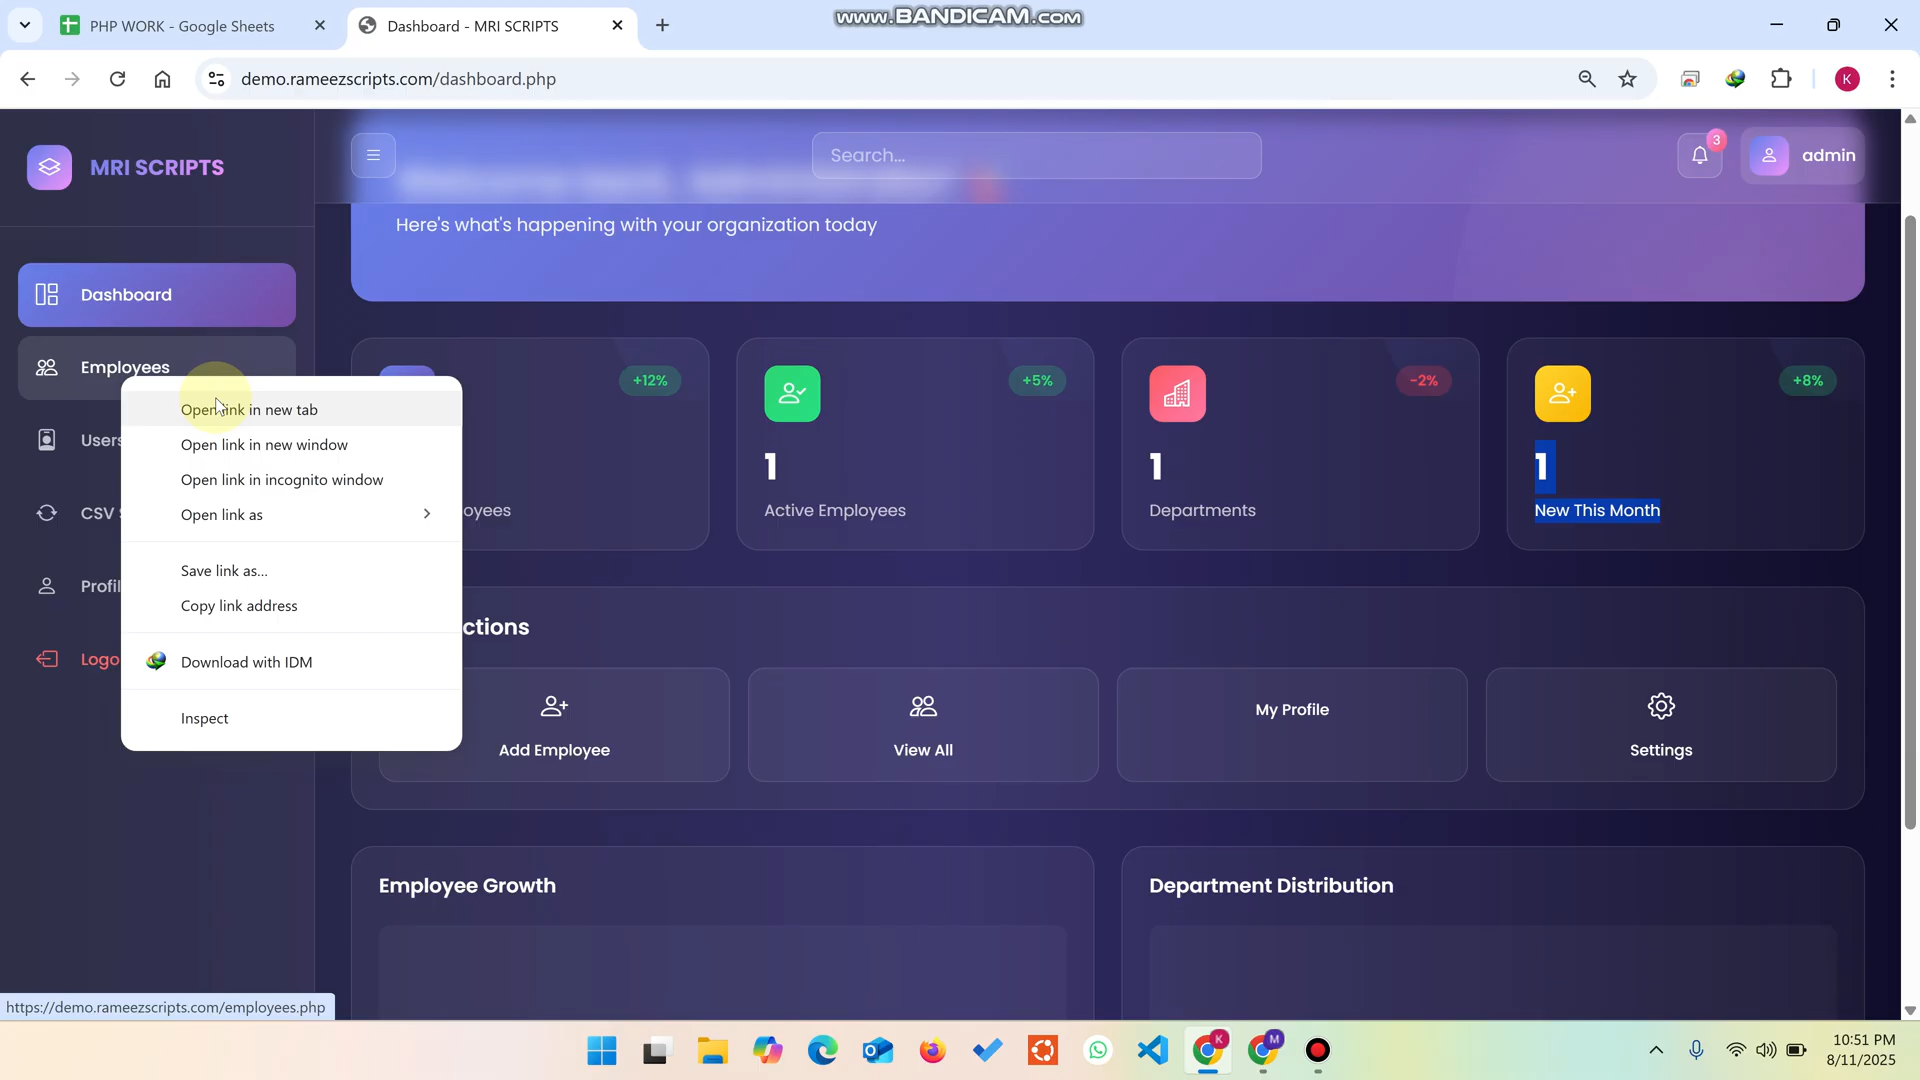 PHP WORK - Google Sheets
Dashboard - MRI SCRIPTS
www.BANDICAM.com
demo.rameezscripts.com/dashboard.php
K
MRI SCRIPTS
Search...
3
admin
Here's what's happening with your organization today
Dashboard
Employees
Users
CSV S
Profil
Logo
Open link in new tab
Open link in new window
Open link in incognito window
Open link as
Save link as...
Copy link address
Download with IDM
Inspect
+12%
oyees
+5%
1
Active Employees
-2%
1
Departments
+8%
1
New This Month
ctions
Add Employee
View All
My Profile
Settings
Employee Growth
Department Distribution
https://demo.rameezscripts.com/employees.php
K
M
10:51 PM
8/11/2025